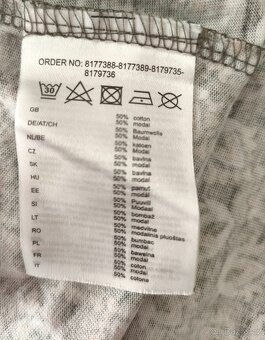 ORDER NO: 8177388-8177389-8179735-
8179736
30
GB 50% cotton
50% modal
DE/AT/CH 50% Baumwolle
50% modal
NL/BE 50% katoen
50% modal
CZ 50% bavlna
50% modal
SK 50% bavlna
50% modal
HU 50% pamut
50% modal
EE 50% Puuvill
50% Modaal
SI 50% bombaž
50% modal
LT 50% medvilnė
50% modalinis pluoštas
RO 50% bumbac
50% modal
PL 50% bawełna
50% modal
FR 50% coton
50% modal
IT 50% cotone